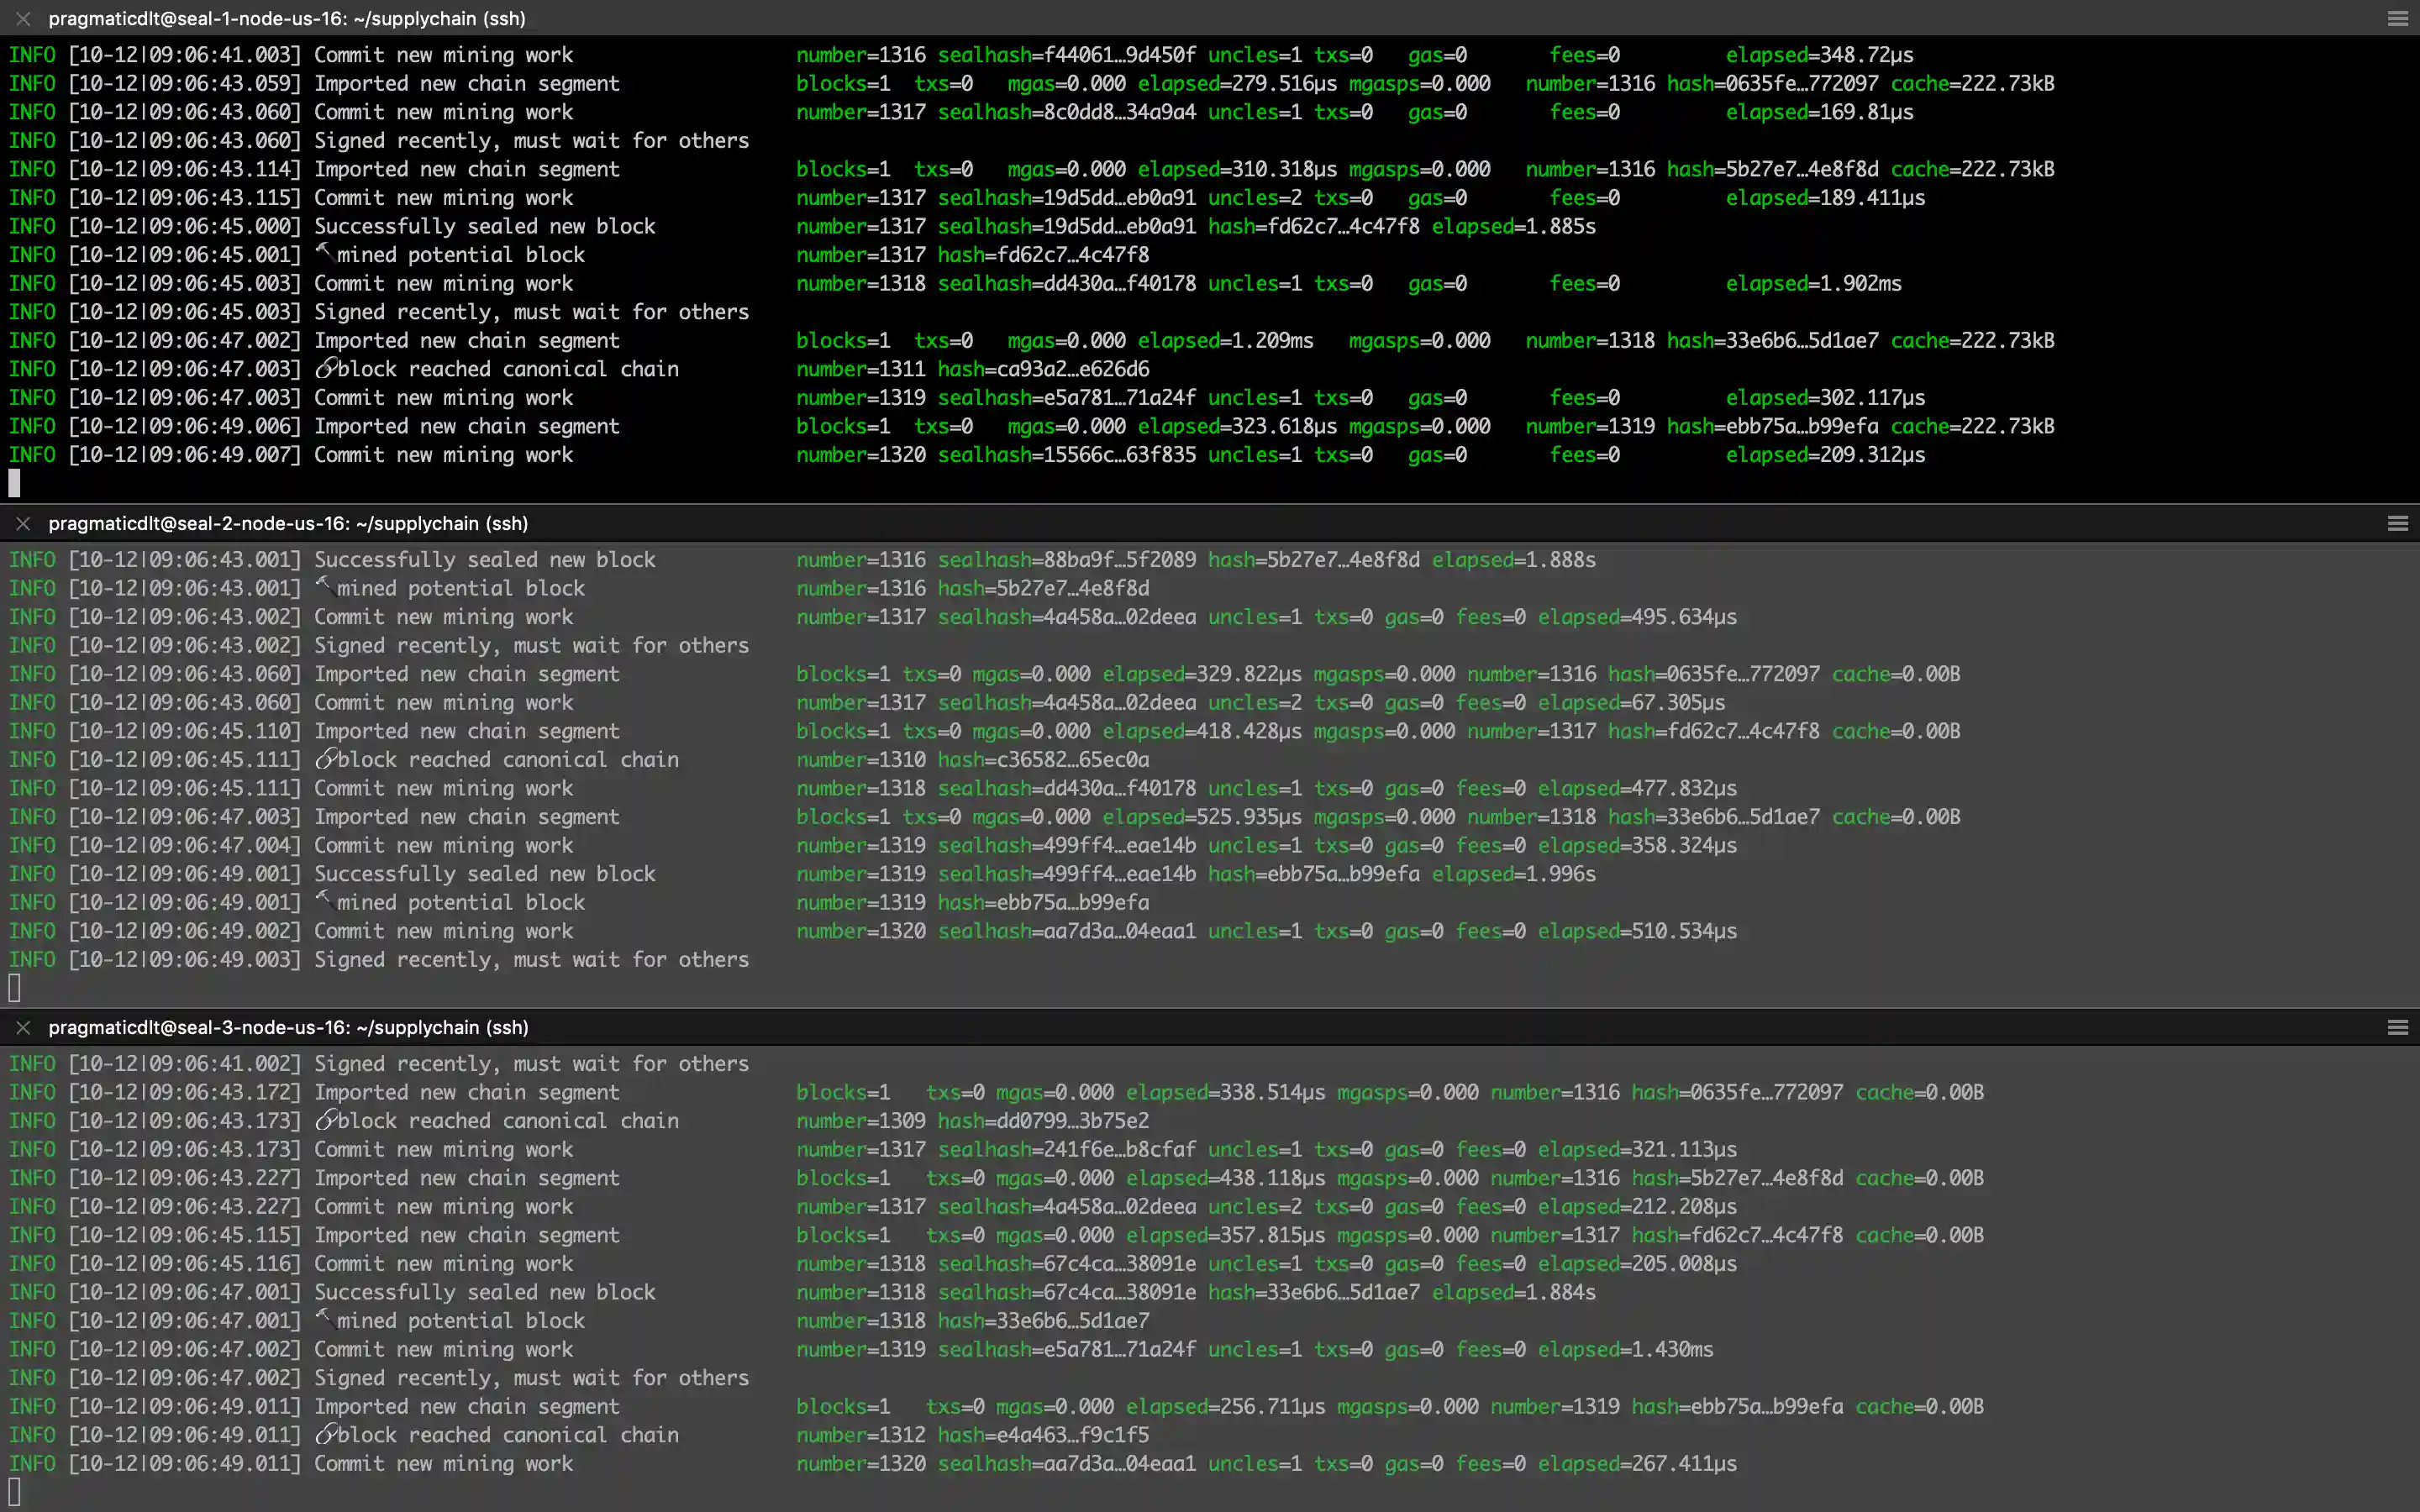 pragmaticdlt@seal-1-node-us-16: ~/supplychain (ssh)
INFO [10-12|09:06:41.003] Commit new mining work number=1316 sealhash=f44061…9d450f uncles=1 txs=0 gas=0 fees=0 elapsed=348.72µs
INFO [10-12|09:06:43.059] Imported new chain segment blocks=1 txs=0 mgas=0.000 elapsed=279.516µs mgasps=0.000 number=1316 hash=0635fe…772097 cache=222.73kB
INFO [10-12|09:06:43.060] Commit new mining work number=1317 sealhash=8c0dd8…34a9a4 uncles=1 txs=0 gas=0 fees=0 elapsed=169.81µs
INFO [10-12|09:06:43.060] Signed recently, must wait for others
INFO [10-12|09:06:43.114] Imported new chain segment blocks=1 txs=0 mgas=0.000 elapsed=310.318µs mgasps=0.000 number=1316 hash=5b27e7…4e8f8d cache=222.73kB
INFO [10-12|09:06:43.115] Commit new mining work number=1317 sealhash=19d5dd…eb0a91 uncles=2 txs=0 gas=0 fees=0 elapsed=189.411µs
INFO [10-12|09:06:45.000] Successfully sealed new block number=1317 sealhash=19d5dd…eb0a91 hash=fd62c7…4c47f8 elapsed=1.885s
INFO [10-12|09:06:45.001] 🔨mined potential block number=1317 hash=fd62c7…4c47f8
INFO [10-12|09:06:45.003] Commit new mining work number=1318 sealhash=dd430a…f40178 uncles=1 txs=0 gas=0 fees=0 elapsed=1.902ms
INFO [10-12|09:06:45.003] Signed recently, must wait for others
INFO [10-12|09:06:47.002] Imported new chain segment blocks=1 txs=0 mgas=0.000 elapsed=1.209ms mgasps=0.000 number=1318 hash=33e6b6…5d1ae7 cache=222.73kB
INFO [10-12|09:06:47.003] 🔗block reached canonical chain number=1311 hash=ca93a2…e626d6
INFO [10-12|09:06:47.003] Commit new mining work number=1319 sealhash=e5a781…71a24f uncles=1 txs=0 gas=0 fees=0 elapsed=302.117µs
INFO [10-12|09:06:49.006] Imported new chain segment blocks=1 txs=0 mgas=0.000 elapsed=323.618µs mgasps=0.000 number=1319 hash=ebb75a…b99efa cache=222.73kB
INFO [10-12|09:06:49.007] Commit new mining work number=1320 sealhash=15566c…63f835 uncles=1 txs=0 gas=0 fees=0 elapsed=209.312µs
pragmaticdlt@seal-2-node-us-16: ~/supplychain (ssh)
INFO [10-12|09:06:43.001] Successfully sealed new block number=1316 sealhash=88ba9f…5f2089 hash=5b27e7…4e8f8d elapsed=1.888s
INFO [10-12|09:06:43.001] 🔨mined potential block number=1316 hash=5b27e7…4e8f8d
INFO [10-12|09:06:43.002] Commit new mining work number=1317 sealhash=4a458a…02deea uncles=1 txs=0 gas=0 fees=0 elapsed=495.634µs
INFO [10-12|09:06:43.002] Signed recently, must wait for others
INFO [10-12|09:06:43.060] Imported new chain segment blocks=1 txs=0 mgas=0.000 elapsed=329.822µs mgasps=0.000 number=1316 hash=0635fe…772097 cache=0.00B
INFO [10-12|09:06:43.060] Commit new mining work number=1317 sealhash=4a458a…02deea uncles=2 txs=0 gas=0 fees=0 elapsed=67.305µs
INFO [10-12|09:06:45.110] Imported new chain segment blocks=1 txs=0 mgas=0.000 elapsed=418.428µs mgasps=0.000 number=1317 hash=fd62c7…4c47f8 cache=0.00B
INFO [10-12|09:06:45.111] 🔗block reached canonical chain number=1310 hash=c36582…65ec0a
INFO [10-12|09:06:45.111] Commit new mining work number=1318 sealhash=dd430a…f40178 uncles=1 txs=0 gas=0 fees=0 elapsed=477.832µs
INFO [10-12|09:06:47.003] Imported new chain segment blocks=1 txs=0 mgas=0.000 elapsed=525.935µs mgasps=0.000 number=1318 hash=33e6b6…5d1ae7 cache=0.00B
INFO [10-12|09:06:47.004] Commit new mining work number=1319 sealhash=499ff4…eae14b uncles=1 txs=0 gas=0 fees=0 elapsed=358.324µs
INFO [10-12|09:06:49.001] Successfully sealed new block number=1319 sealhash=499ff4…eae14b hash=ebb75a…b99efa elapsed=1.996s
INFO [10-12|09:06:49.001] 🔨mined potential block number=1319 hash=ebb75a…b99efa
INFO [10-12|09:06:49.002] Commit new mining work number=1320 sealhash=aa7d3a…04eaa1 uncles=1 txs=0 gas=0 fees=0 elapsed=510.534µs
INFO [10-12|09:06:49.003] Signed recently, must wait for others
pragmaticdlt@seal-3-node-us-16: ~/supplychain (ssh)
INFO [10-12|09:06:41.002] Signed recently, must wait for others
INFO [10-12|09:06:43.172] Imported new chain segment blocks=1 txs=0 mgas=0.000 elapsed=338.514µs mgasps=0.000 number=1316 hash=0635fe…772097 cache=0.00B
INFO [10-12|09:06:43.173] 🔗block reached canonical chain number=1309 hash=dd0799…3b75e2
INFO [10-12|09:06:43.173] Commit new mining work number=1317 sealhash=241f6e…b8cfaf uncles=1 txs=0 gas=0 fees=0 elapsed=321.113µs
INFO [10-12|09:06:43.227] Imported new chain segment blocks=1 txs=0 mgas=0.000 elapsed=438.118µs mgasps=0.000 number=1316 hash=5b27e7…4e8f8d cache=0.00B
INFO [10-12|09:06:43.227] Commit new mining work number=1317 sealhash=4a458a…02deea uncles=2 txs=0 gas=0 fees=0 elapsed=212.208µs
INFO [10-12|09:06:45.115] Imported new chain segment blocks=1 txs=0 mgas=0.000 elapsed=357.815µs mgasps=0.000 number=1317 hash=fd62c7…4c47f8 cache=0.00B
INFO [10-12|09:06:45.116] Commit new mining work number=1318 sealhash=67c4ca…38091e uncles=1 txs=0 gas=0 fees=0 elapsed=205.008µs
INFO [10-12|09:06:47.001] Successfully sealed new block number=1318 sealhash=67c4ca…38091e hash=33e6b6…5d1ae7 elapsed=1.884s
INFO [10-12|09:06:47.001] 🔨mined potential block number=1318 hash=33e6b6…5d1ae7
INFO [10-12|09:06:47.002] Commit new mining work number=1319 sealhash=e5a781…71a24f uncles=1 txs=0 gas=0 fees=0 elapsed=1.430ms
INFO [10-12|09:06:47.002] Signed recently, must wait for others
INFO [10-12|09:06:49.011] Imported new chain segment blocks=1 txs=0 mgas=0.000 elapsed=256.711µs mgasps=0.000 number=1319 hash=ebb75a…b99efa cache=0.00B
INFO [10-12|09:06:49.011] 🔗block reached canonical chain number=1312 hash=e4a463…f9c1f5
INFO [10-12|09:06:49.011] Commit new mining work number=1320 sealhash=aa7d3a…04eaa1 uncles=1 txs=0 gas=0 fees=0 elapsed=267.411µs